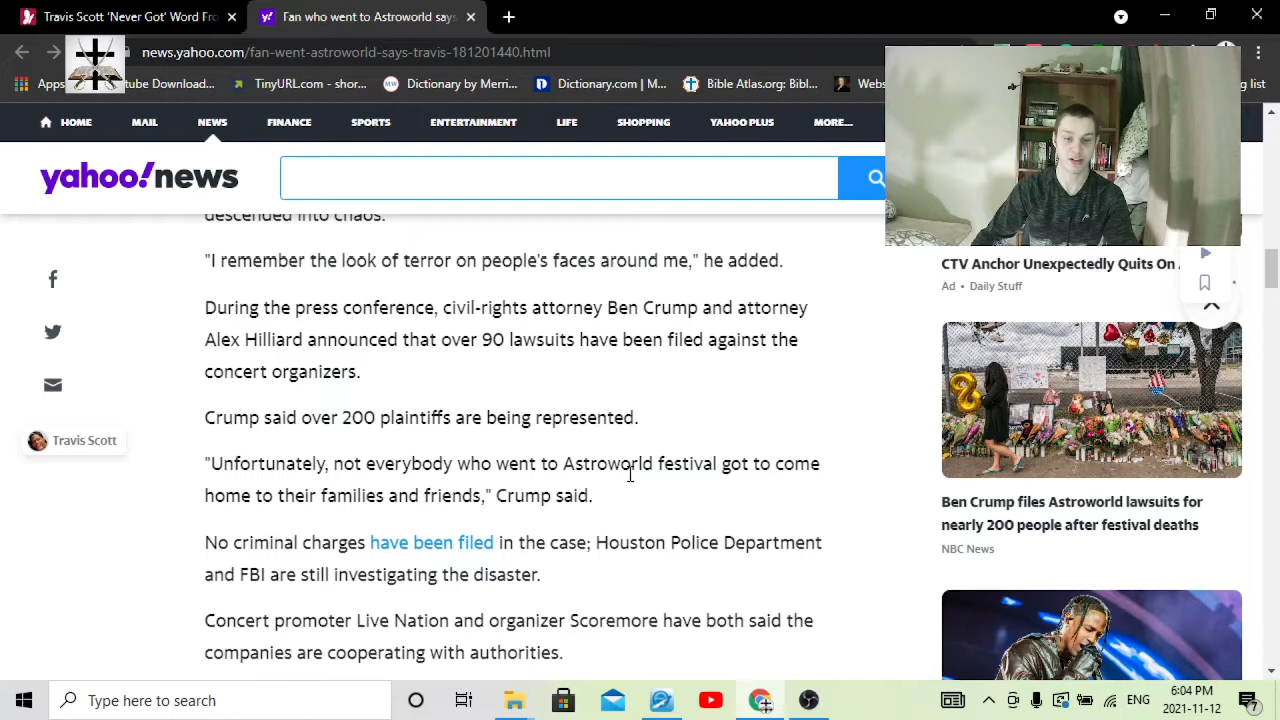 Travis Scott 'Never Got' Word Fro
Fan who went to Astroworld says
news.yahoo.com/fan-went-astroworld-says-travis-181201440.html
Apps
tube Download...
TinyURL.com - shor...
Dictionary by Merri...
Dictionary.com | M...
Bible Atlas.org: Bibl...
Welc
ng list
HOME MAIL NEWS FINANCE SPORTS ENTERTAINMENT LIFE SHOPPING YAHOO PLUS MORE...
yahoo!news
descended into chaos.
"I remember the look of terror on people's faces around me," he added.
During the press conference, civil-rights attorney Ben Crump and attorney
Alex Hilliard announced that over 90 lawsuits have been filed against the
concert organizers.
Crump said over 200 plaintiffs are being represented.
Travis Scott
"Unfortunately, not everybody who went to Astroworld festival got to come
home to their families and friends," Crump said.
No criminal charges have been filed in the case; Houston Police Department
and FBI are still investigating the disaster.
Concert promoter Live Nation and organizer Scoremore have both said the
companies are cooperating with authorities.
CTV Anchor Unexpectedly Quits On
Ad • Daily Stuff
Ben Crump files Astroworld lawsuits for
nearly 200 people after festival deaths
NBC News
Type here to search
ENG
6:04 PM
2021-11-12
7